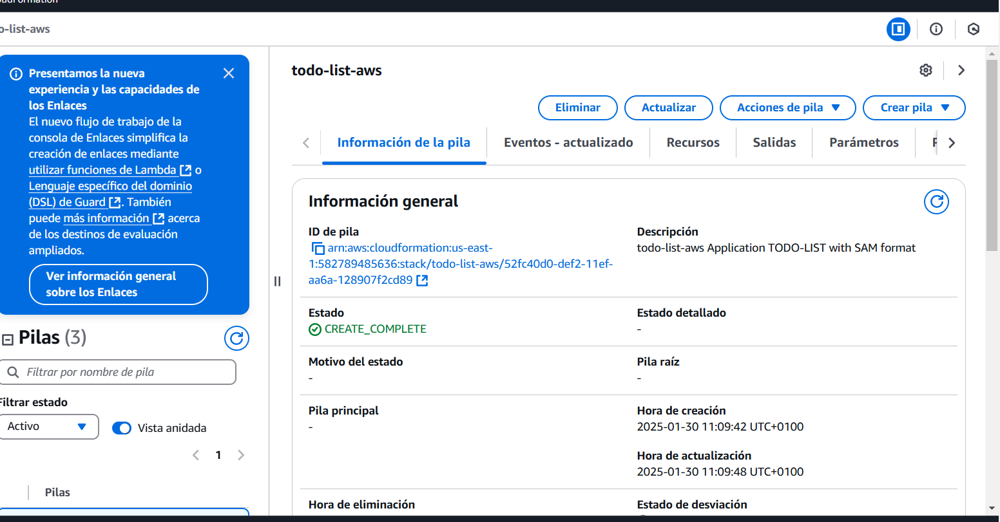 o-list-aws
Presentamos la nueva
experiencia y las capacidades de
los Enlaces
El nuevo flujo de trabajo de la
consola de Enlaces simplifica la
creación de enlaces mediante
utilizar funciones de Lambda o
Lenguaje específico del dominio
(DSL) de Guard. También
puede más información acerca
de los destinos de evaluación
ampliados.
Ver información general
sobre los Enlaces
Pilas (3)
Filtrar por nombre de pila
Filtrar estado
Activo
Vista anidada
1
Pilas
todo-list-aws
Eliminar
Actualizar
Acciones de pila
Crear pila
Información de la pila
Eventos - actualizado
Recursos
Salidas
Parámetros
Información general
ID de pila
arn:aws:cloudformation:us-east-
1:582789485636:stack/todo-list-aws/52fc40d0-def2-11ef-
aa6a-128907f2cd89
Descripción
todo-list-aws Application TODO-LIST with SAM format
Estado
CREATE_COMPLETE
Estado detallado
-
Motivo del estado
-
Pila raíz
-
Pila principal
-
Hora de creación
2025-01-30 11:09:42 UTC+0100
Hora de actualización
2025-01-30 11:09:48 UTC+0100
Hora de eliminación
Estado de desviación